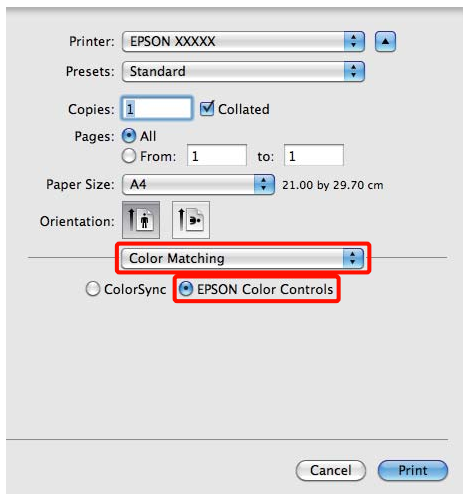 Printer: EPSON XXXXX
Presets: Standard
Copies: 1 Collated
Pages: All
From: 1 to: 1
Paper Size: A4 21.00 by 29.70 cm
Orientation:
Color Matching
ColorSync EPSON Color Controls
Cancel Print